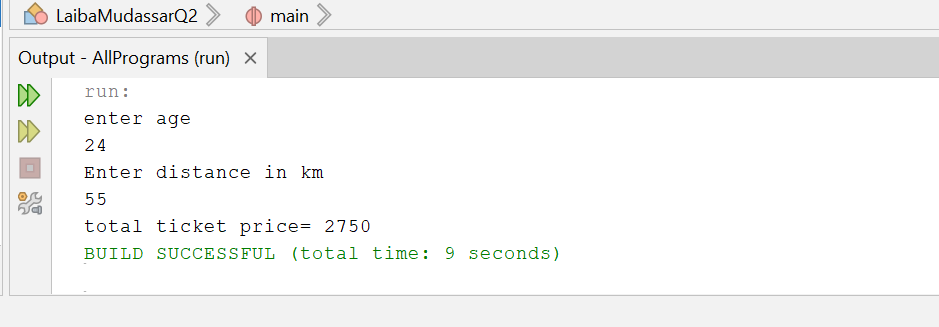 LaibaMudassarQ2 main
Output - AllPrograms (run)
run:
enter age
24
Enter distance in km
55
total ticket price= 2750
BUILD SUCCESSFUL (total time: 9 seconds)